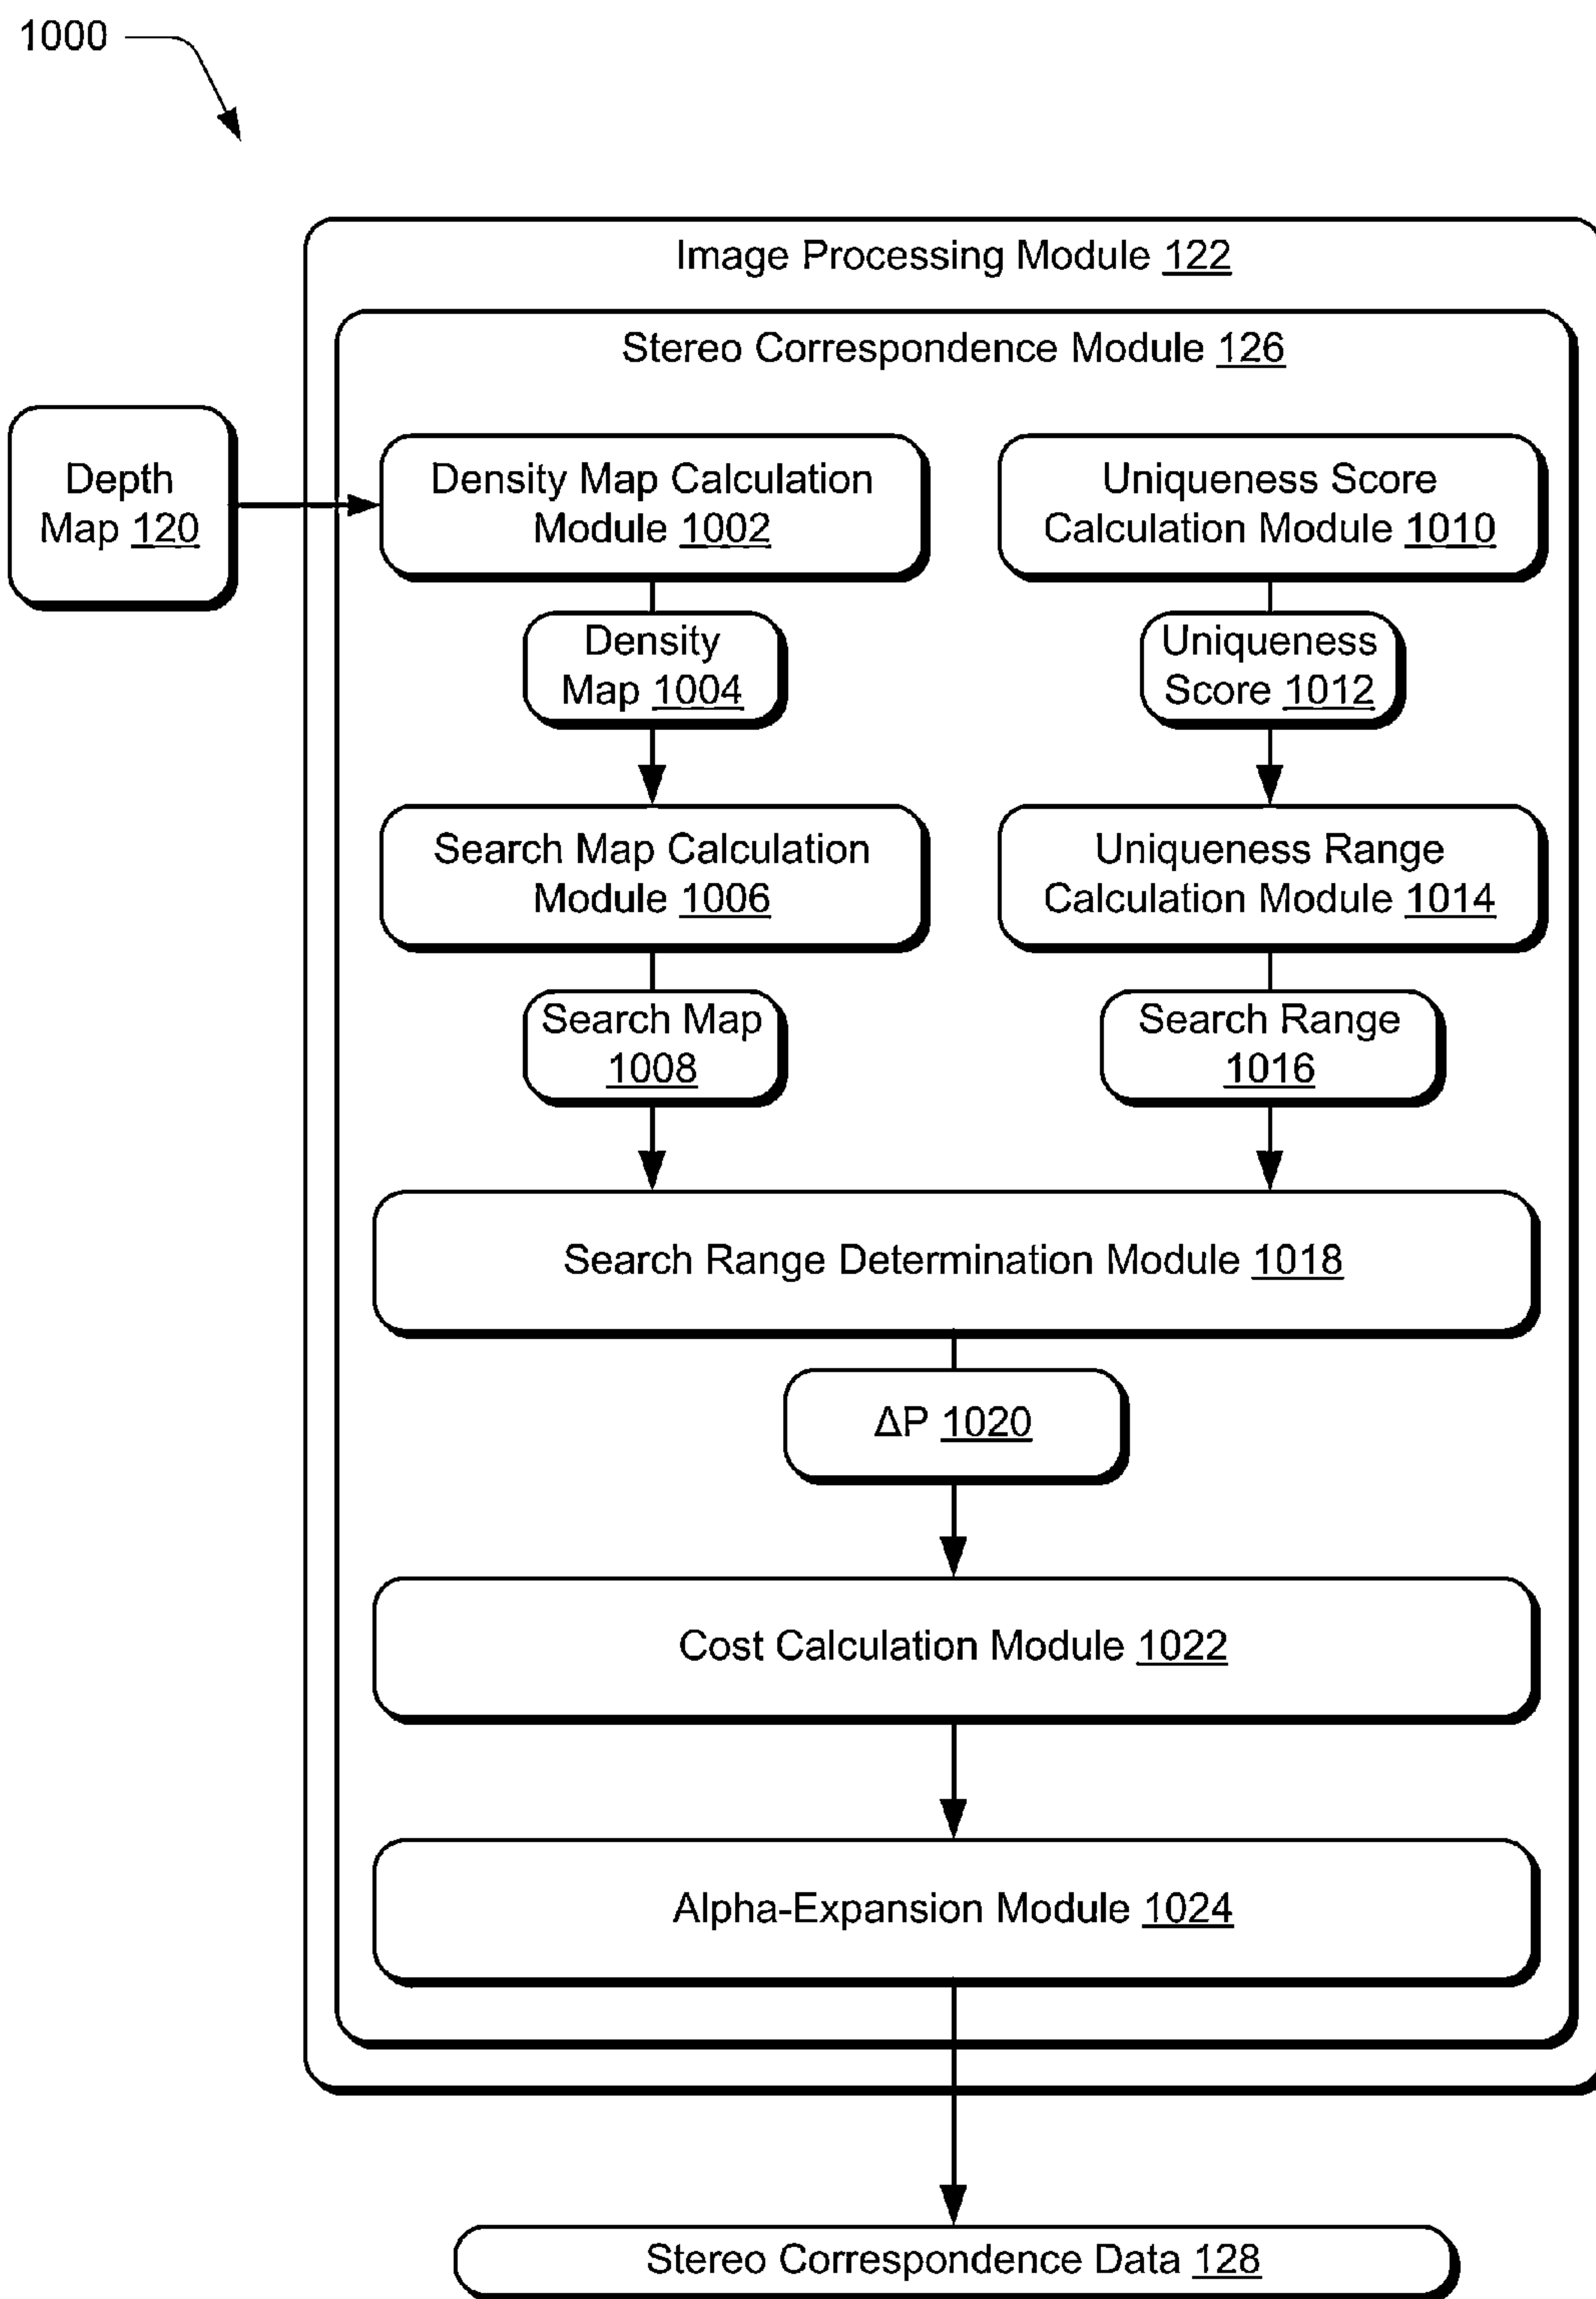 1000
Image Processing Module 122
Stereo Correspondence Module 126
Depth
Map 120
Density Map Calculation
Module 1002
Uniqueness Score
Calculation Module 1010
Density
Map 1004
Uniqueness
Score 1012
Search Map Calculation
Module 1006
Uniqueness Range
Calculation Module 1014
Search Map
1008
Search Range
1016
Search Range Determination Module 1018
ΔP 1020
Cost Calculation Module 1022
Alpha-Expansion Module 1024
Stereo Correspondence Data 128